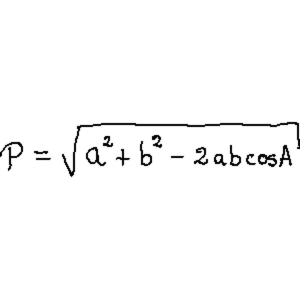 P = √(a² + b² - 2abcosA)